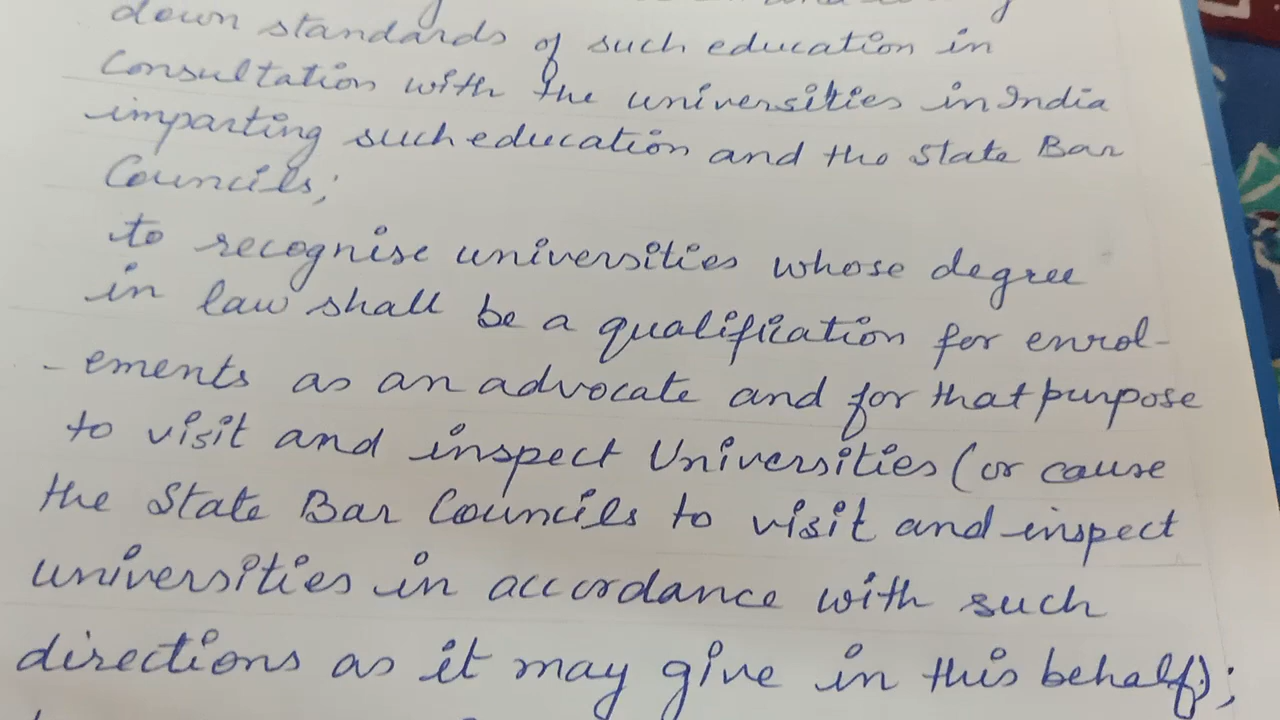 down standards of such education in
Consultation with the universities in India
imparting such education and the State Bar
Councils;
to recognise universities whose degree
in law shall be a qualification for enrol-
- ements as an advocate and for that purpose
to visit and inspect Universities (or cause
the State Bar Councils to visit and inspect
universities in accordance with such
directions as it may give in this behalf);